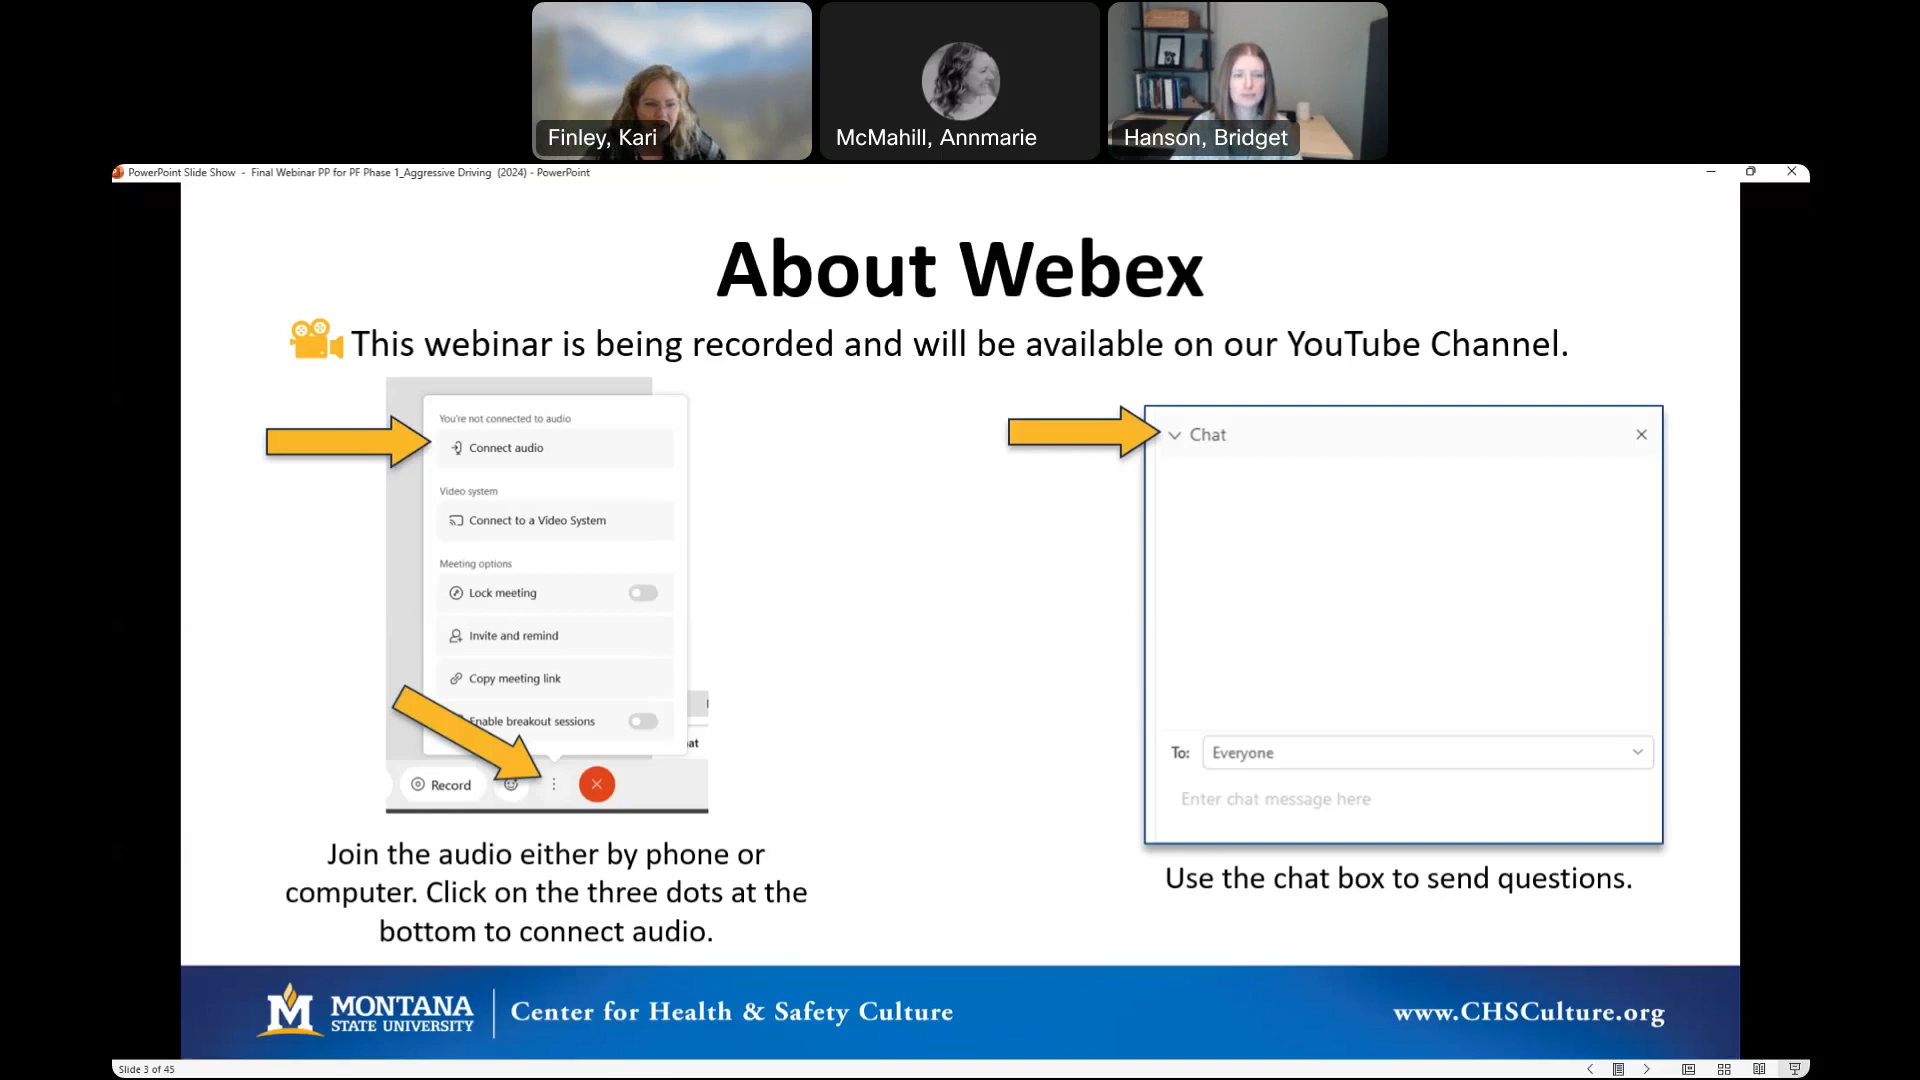 Finley, Kari
McMahill, Annmarie
Hanson, Bridget
PowerPoint Slide Show - Final Webinar PP for PF Phase 1_Aggressive Driving (2024) - PowerPoint
About Webex
This webinar is being recorded and will be available on our YouTube Channel.
You're not connected to audio
Connect audio
Video system
Connect to a Video System
Meeting options
Lock meeting
Invite and remind
Copy meeting link
Enable breakout sessions
at
Record
Join the audio either by phone or
computer. Click on the three dots at the
bottom to connect audio.
Chat
To: Everyone
Enter chat message here
Use the chat box to send questions.
M MONTANA
STATE UNIVERSITY
Center for Health & Safety Culture
www.CHSCulture.org
Slide 3 of 45